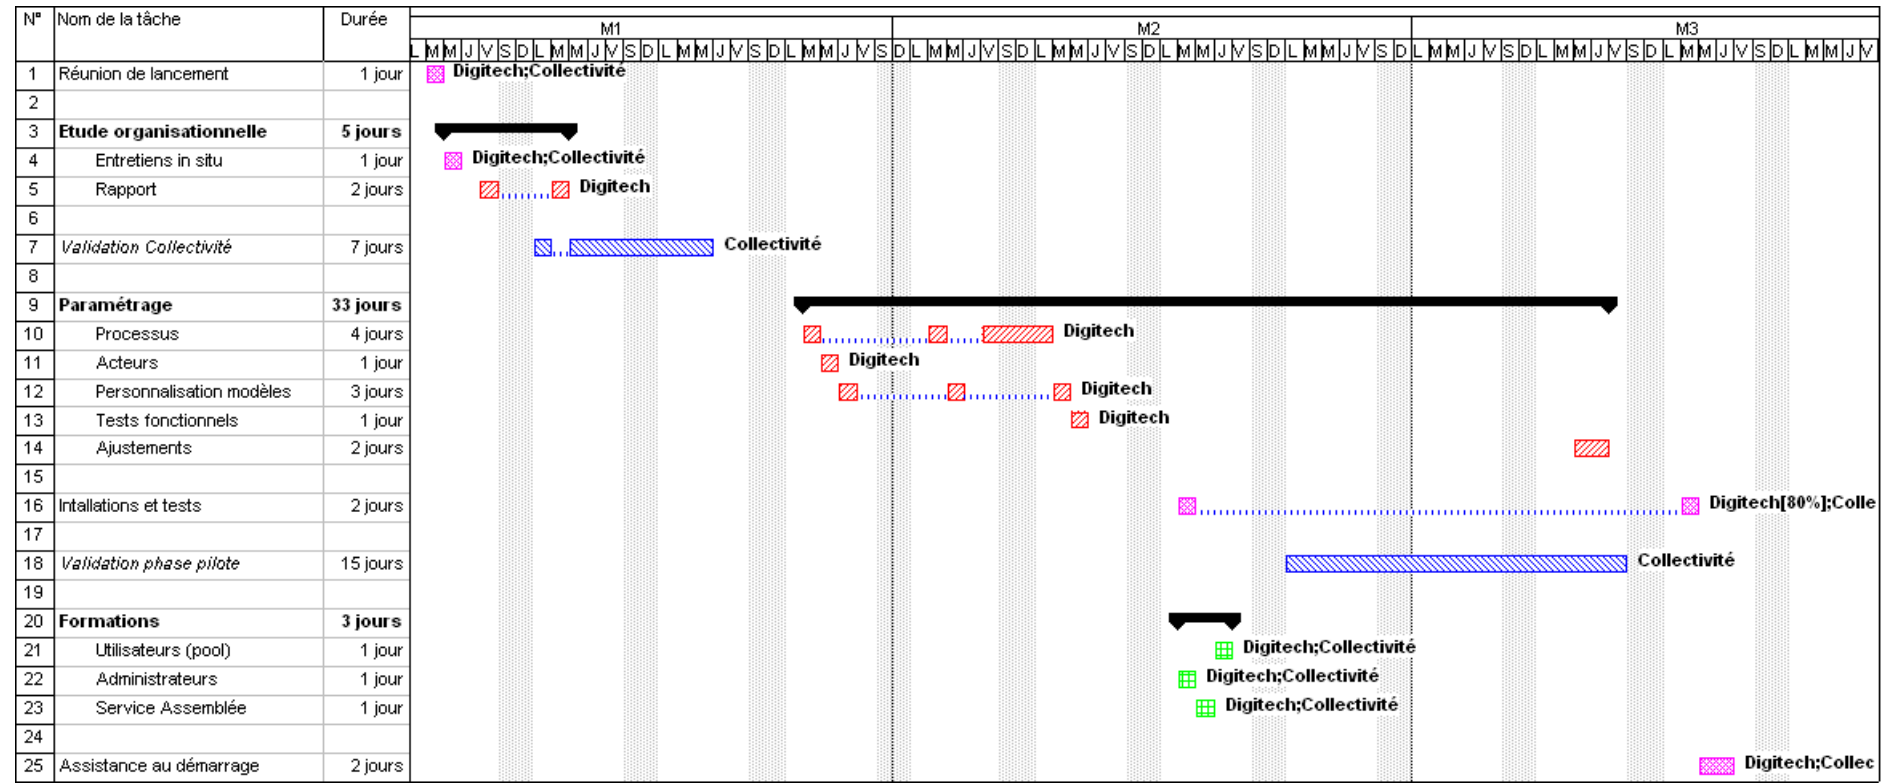 N° Nom de la tâche Durée
M1 M2 M3
L M M J V S D L M M J V S D L M M J V S D L M M J V S D L M M J V S D L M M J V S D L M M J V S D L M M J V S D L M M J V S D L M M J V S D L M M J V S D L M M J V
1 Réunion de lancement 1 jour Digitech;Collectivité
2
3 Etude organisationnelle 5 jours
4 Entretiens in situ 1 jour Digitech;Collectivité
5 Rapport 2 jours Digitech
6
7 Validation Collectivité 7 jours Collectivité
8
9 Paramétrage 33 jours
10 Processus 4 jours Digitech
11 Acteurs 1 jour Digitech
12 Personnalisation modèles 3 jours Digitech
13 Tests fonctionnels 1 jour Digitech
14 Ajustements 2 jours
15
16 Intallations et tests 2 jours Digitech[80%];Colle
17
18 Validation phase pilote 15 jours Collectivité
19
20 Formations 3 jours
21 Utilisateurs (pool) 1 jour Digitech;Collectivité
22 Administrateurs 1 jour Digitech;Collectivité
23 Service Assemblée 1 jour Digitech;Collectivité
24
25 Assistance au démarrage 2 jours Digitech;Collec